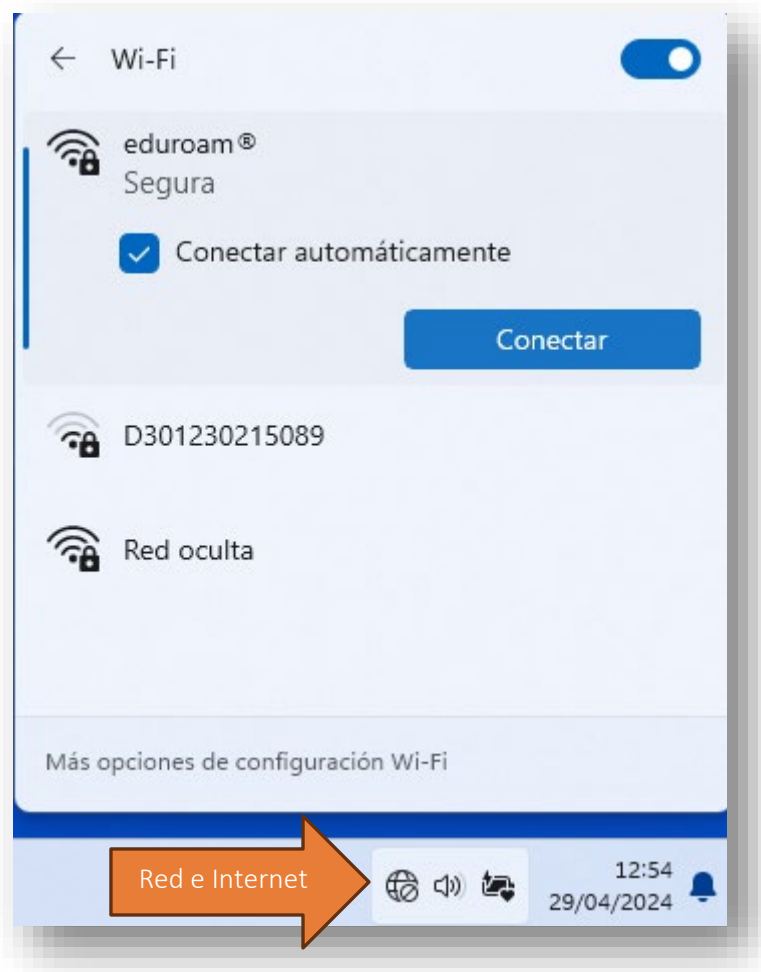 Wi-Fi
eduroam®
Segura
Conectar automáticamente
Conectar
D301230215089
Red oculta
Más opciones de configuración Wi-Fi
Red e Internet
12:54
29/04/2024